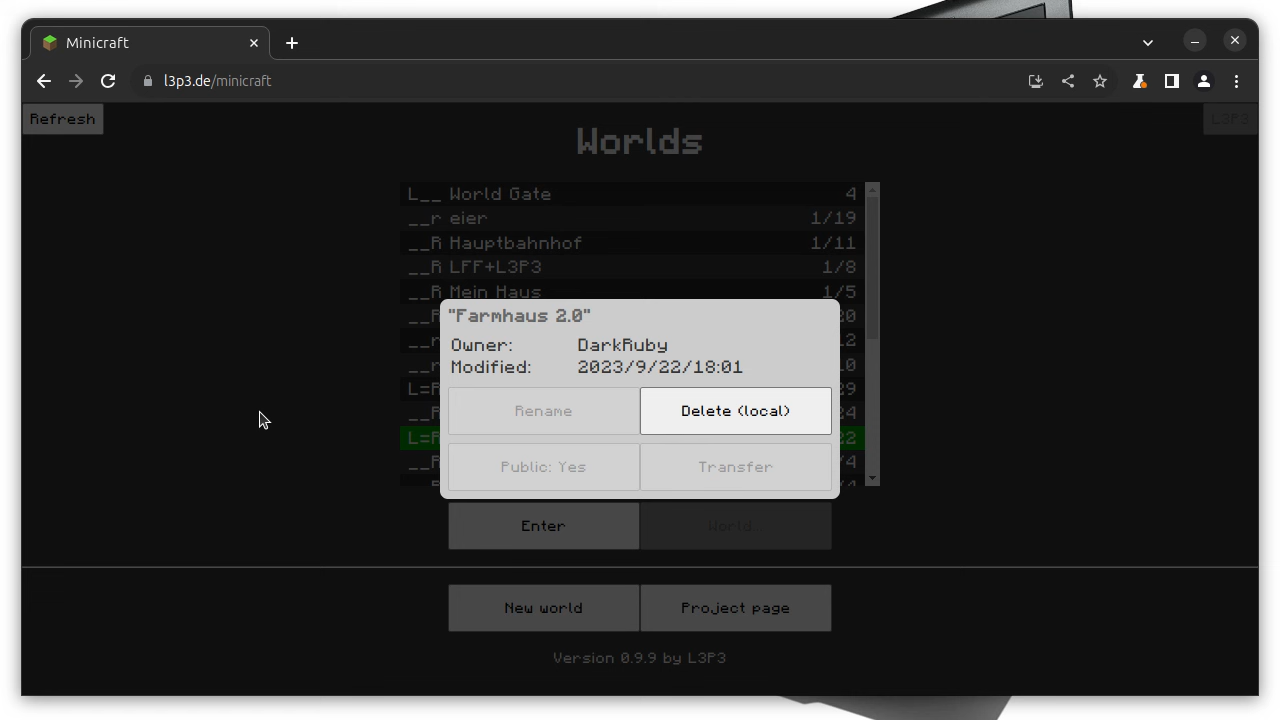 Minicraft
l3p3.de/minicraft
Refresh
L3P3
Worlds
L__ World Gate 4
__r eier 1/19
__R Hauptbahnhof 1/11
__R LFF+L3P3 1/8
__R Mein Haus 1/5
"Farmhaus 2.0"
Owner: DarkRuby
Modified: 2023/9/22/18:01
Rename Delete (local)
Public: Yes Transfer
Enter World
New world Project page
Version 0.9.9 by L3P3